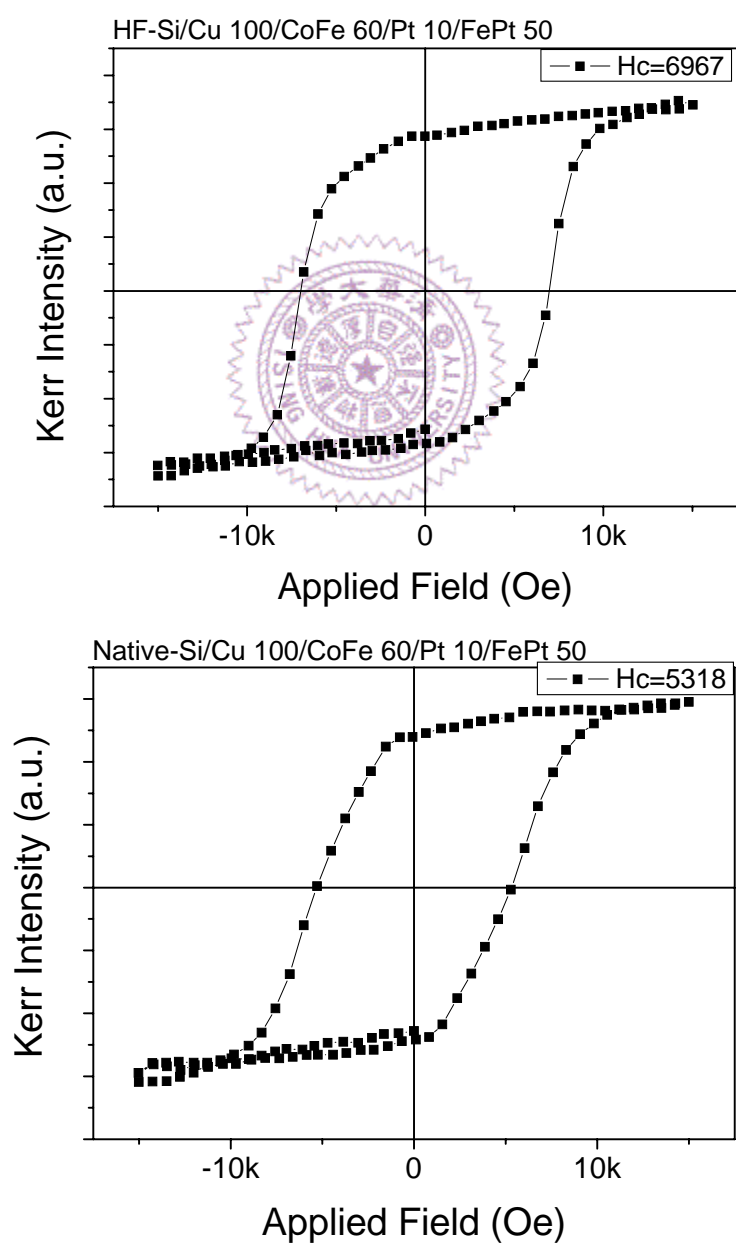 HF-Si/Cu 100/CoFe 60/Pt 10/FePt 50
Hc=6967
Kerr Intensity (a.u.)
-10k 0 10k
Applied Field (Oe)
Native-Si/Cu 100/CoFe 60/Pt 10/FePt 50
Hc=5318
Kerr Intensity (a.u.)
-10k 0 10k
Applied Field (Oe)